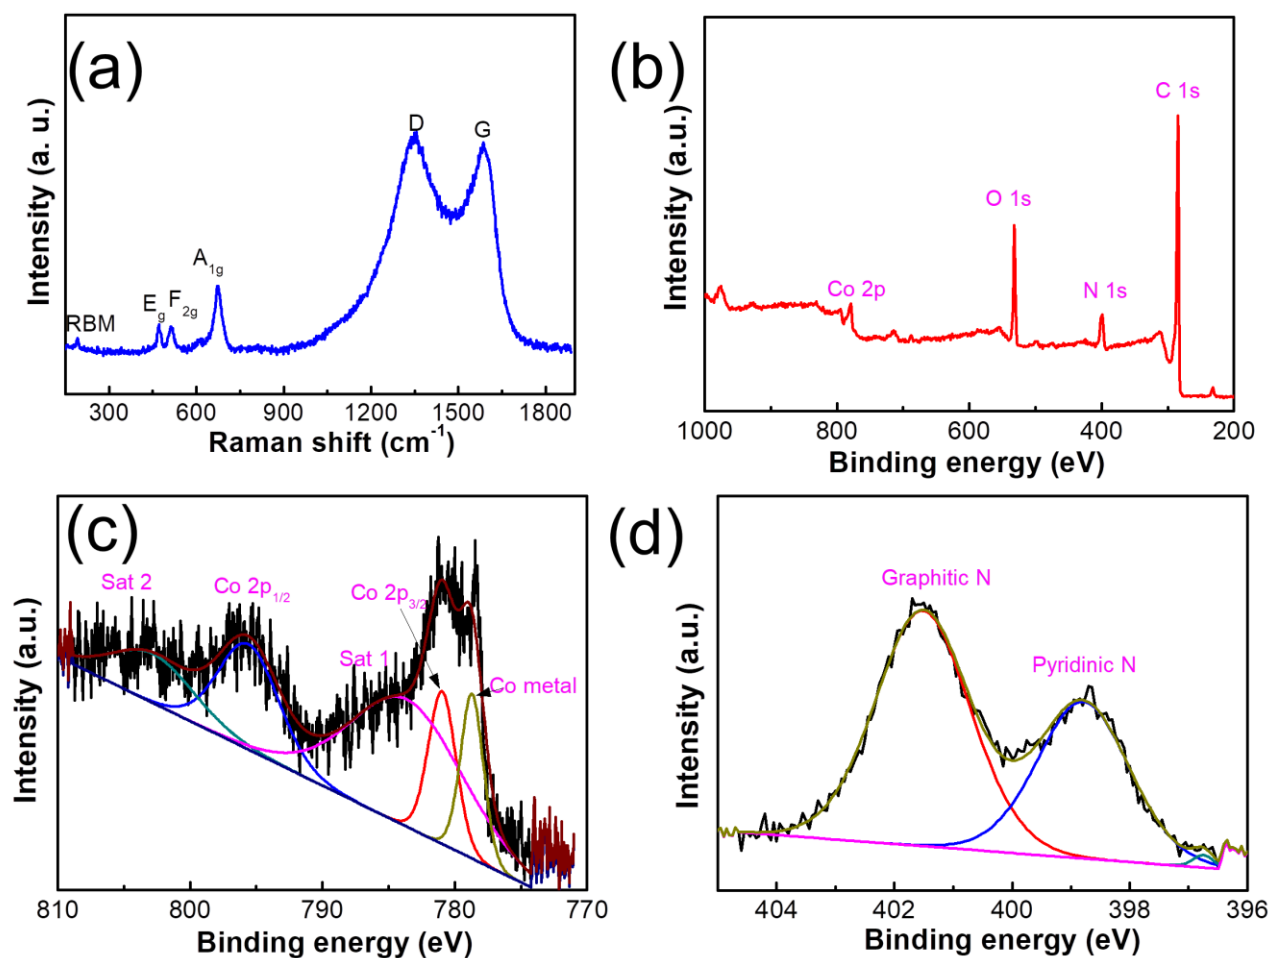 (a)
RBM
Eg
F2g
A1g
D
G
Intensity (a. u.)
300 600 900 1200 1500 1800
Raman shift (cm-1)
(b)
C 1s
O 1s
Co 2p
N 1s
Intensity (a.u.)
1000 800 600 400 200
Binding energy (eV)
(c)
Sat 2
Co 2p1/2
Co 2p3/2
Sat 1
Co metal
Intensity (a.u.)
810 800 790 780 770
Binding energy (eV)
(d)
Graphitic N
Pyridinic N
Intensity (a.u.)
404 402 400 398 396
Binding energy (eV)